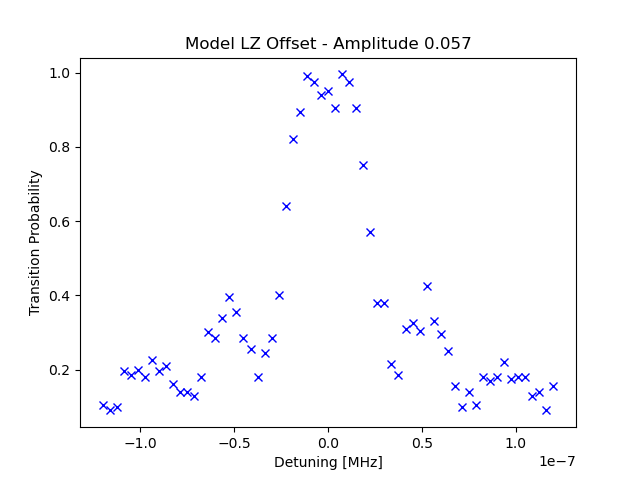 Model LZ Offset - Amplitude 0.057
1.0
0.8
0.6
0.4
0.2
Transition Probability
−1.0 −0.5 0.0 0.5 1.0
1e−7
Detuning [MHz]